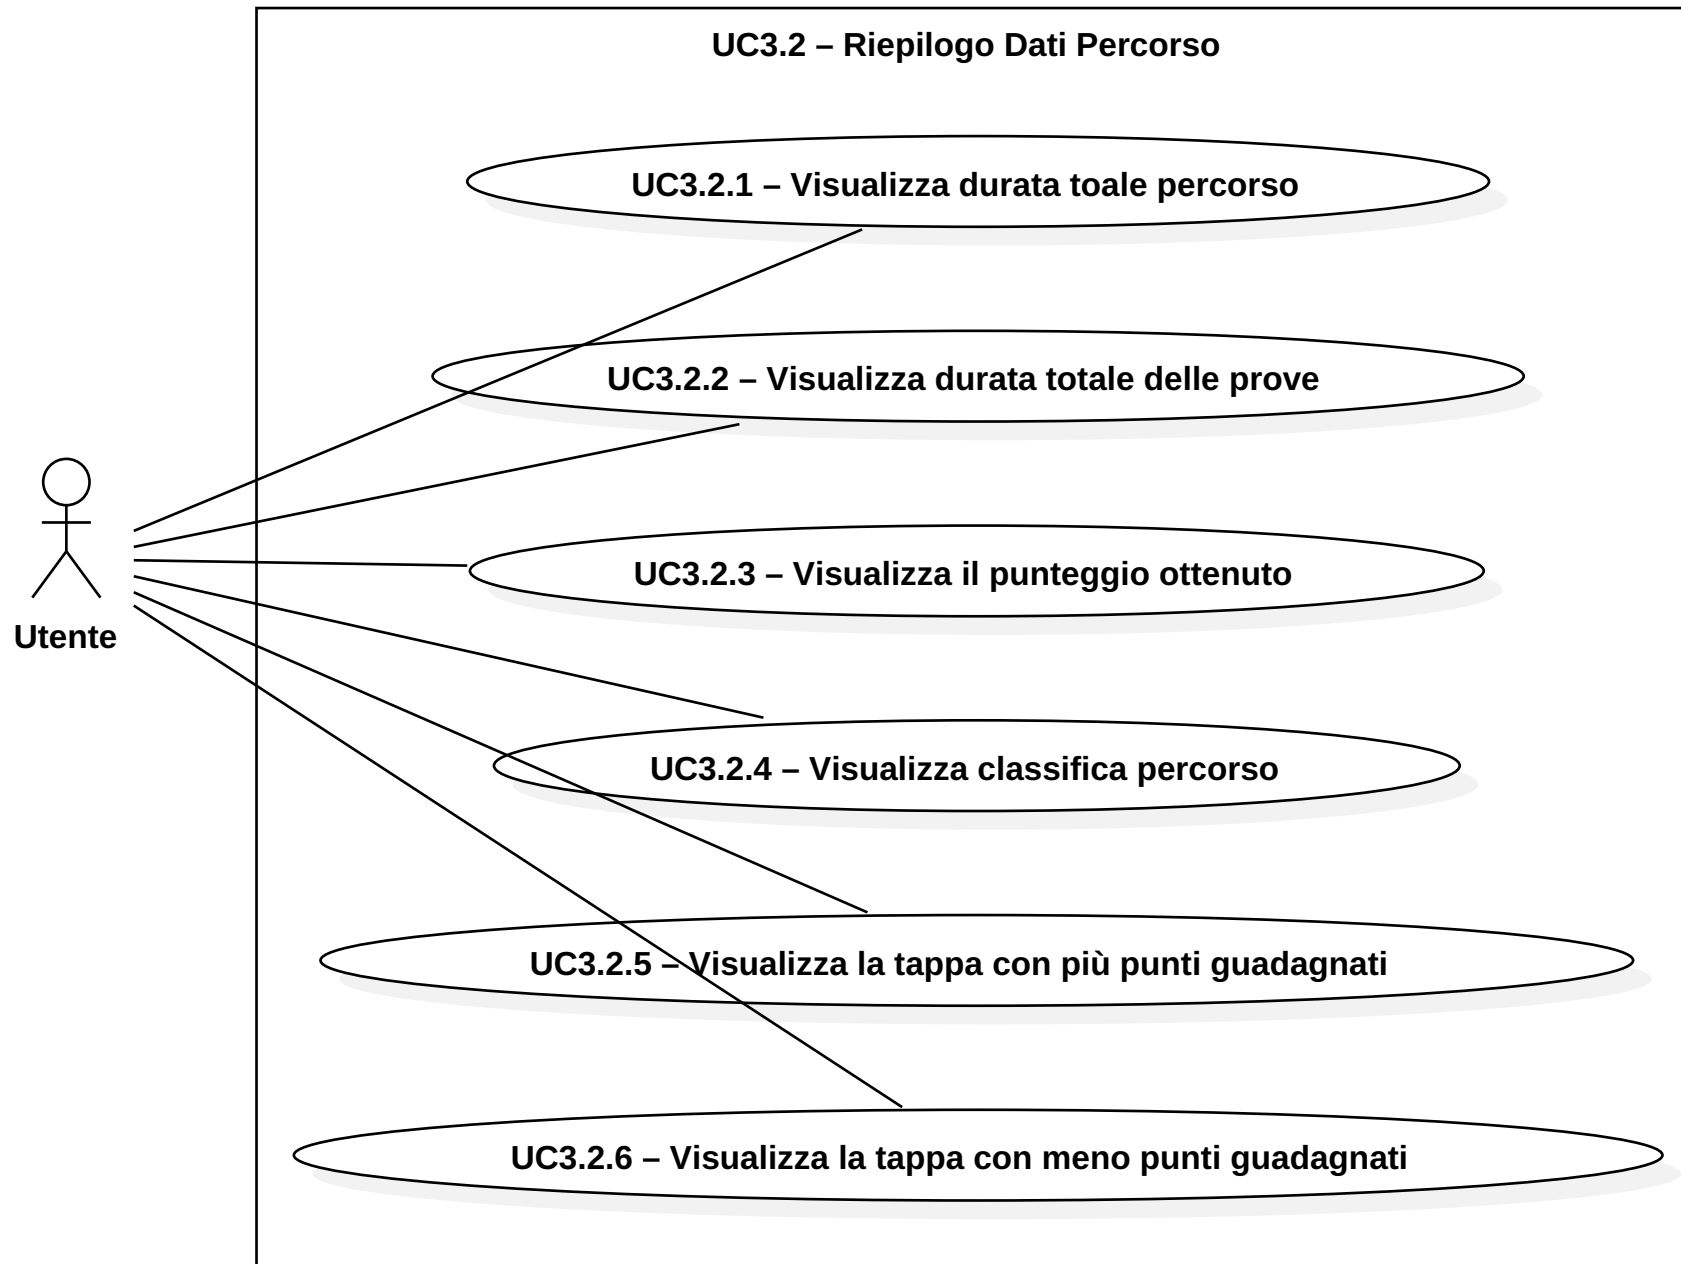 UC3.2 – Riepilogo Dati Percorso
UC3.2.1 – Visualizza durata toale percorso
UC3.2.2 – Visualizza durata totale delle prove
UC3.2.3 – Visualizza il punteggio ottenuto
Utente
UC3.2.4 – Visualizza classifica percorso
UC3.2.5 – Visualizza la tappa con più punti guadagnati
UC3.2.6 – Visualizza la tappa con meno punti guadagnati